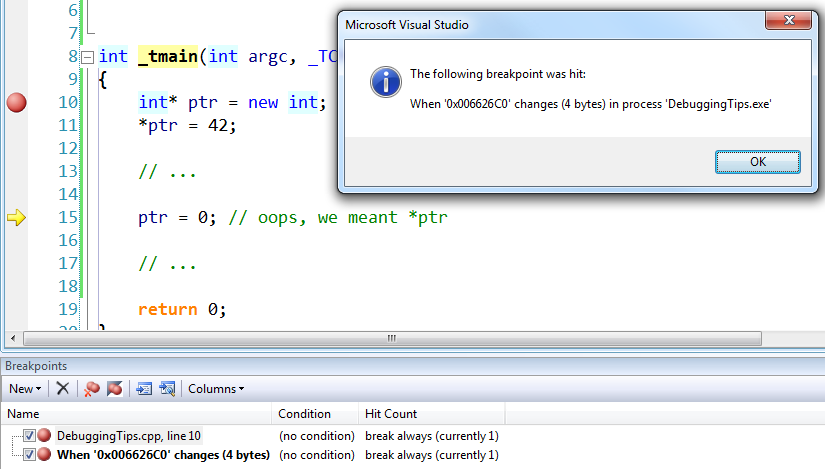 6
7
8 int _tmain(int argc, _TC
9 {
10 int* ptr = new int;
11 *ptr = 42;
12
13 // ...
14
15 ptr = 0; // oops, we meant *ptr
16
17 // ...
18
19 return 0;
20 }
Microsoft Visual Studio
The following breakpoint was hit:
When '0x006626C0' changes (4 bytes) in process 'DebuggingTips.exe'
OK
Breakpoints
New Columns
Name Condition Hit Count
DebuggingTips.cpp, line 10 (no condition) break always (currently 1)
When '0x006626C0' changes (4 bytes) (no condition) break always (currently 1)